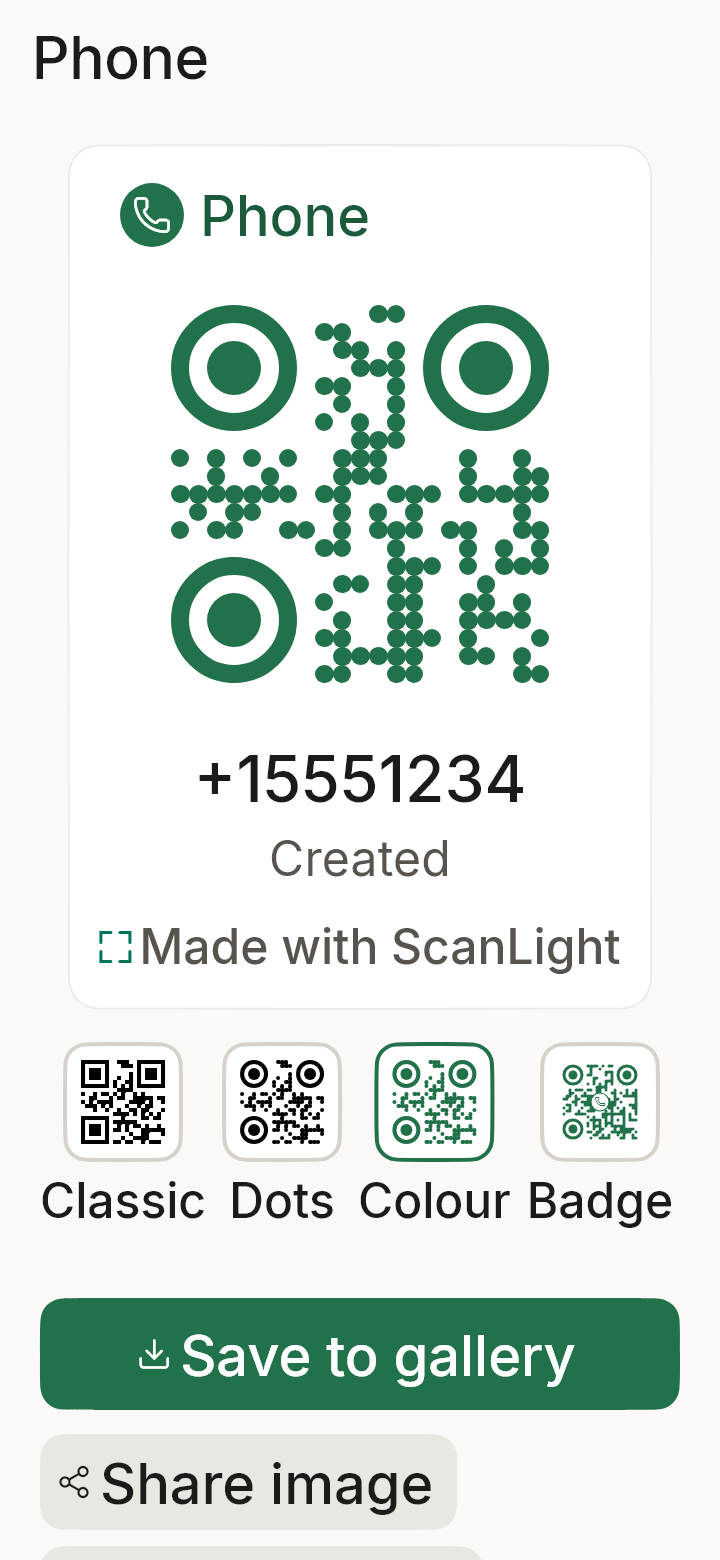 Phone
Phone
+15551234
Created
Made with ScanLight
Classic Dots Colour Badge
Save to gallery
Share image